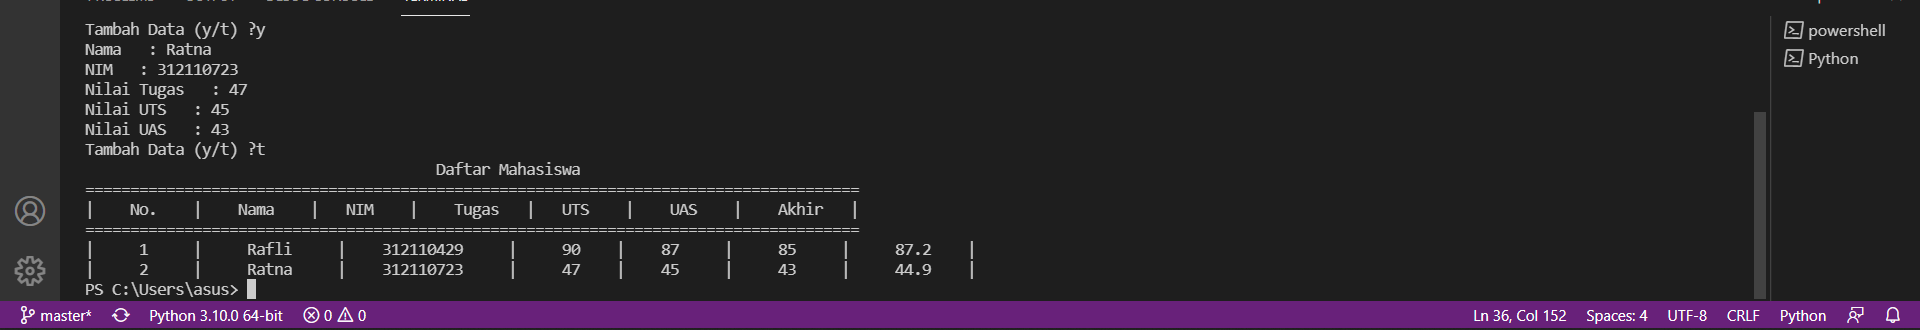 TERMINAL
Tambah Data (y/t) ?y
Nama   : Ratna
NIM   : 312110723
Nilai Tugas   : 47
Nilai UTS   : 45
Nilai UAS   : 43
Tambah Data (y/t) ?t
Daftar Mahasiswa
======================================================================================
|    No.    |    Nama    |   NIM    |    Tugas   |   UTS    |    UAS    |    Akhir   |
======================================================================================
|     1     |     Rafli     |    312110429     |     90    |    87     |     85     |     87.2    |
|     2     |     Ratna     |    312110723     |     47    |    45     |     43     |     44.9    |
PS C:\Users\asus>
powershell
Python
master*
Python 3.10.0 64-bit
0
0
Ln 36, Col 152
Spaces: 4
UTF-8
CRLF
Python